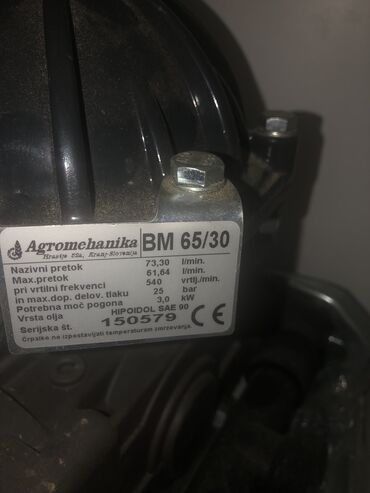 Agromehanika BM 65/30
Hrastje 52a, Kranj-Slovenija
Nazivni pretok 73,30 l/min.
Max.pretok 61,64 l/min.
pri vrtilni frekvenci 540 vrtlj./min
in max.dop. delov. tlaku 25 bar
Potrebna moč pogona 3,0 kW
Vrsta olja HIPOIDOL SAE 90
Serijska št. 150579 CE
Črpalke ne izpostavljati temperaturam zmrzevanja.